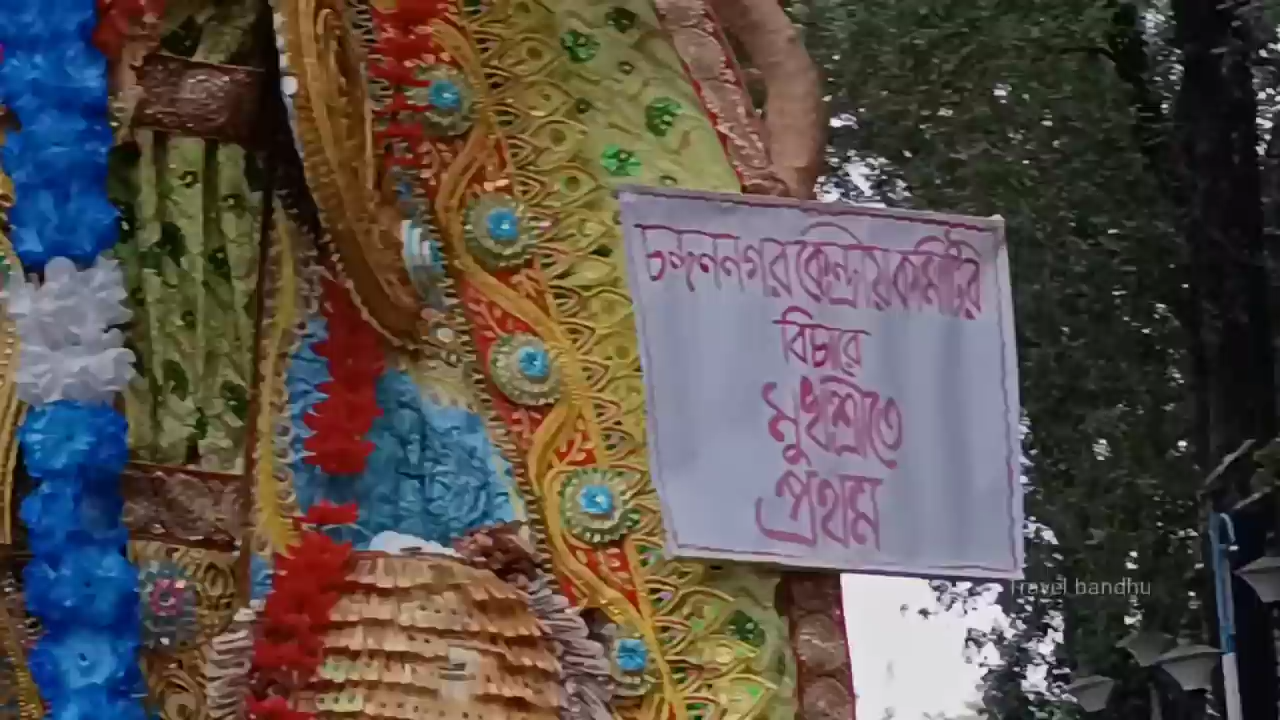 চন্দননগর কেন্দ্রীয় কমিটির
বিচারে
মুখশ্রীতে
প্রথম
Travel bandhu